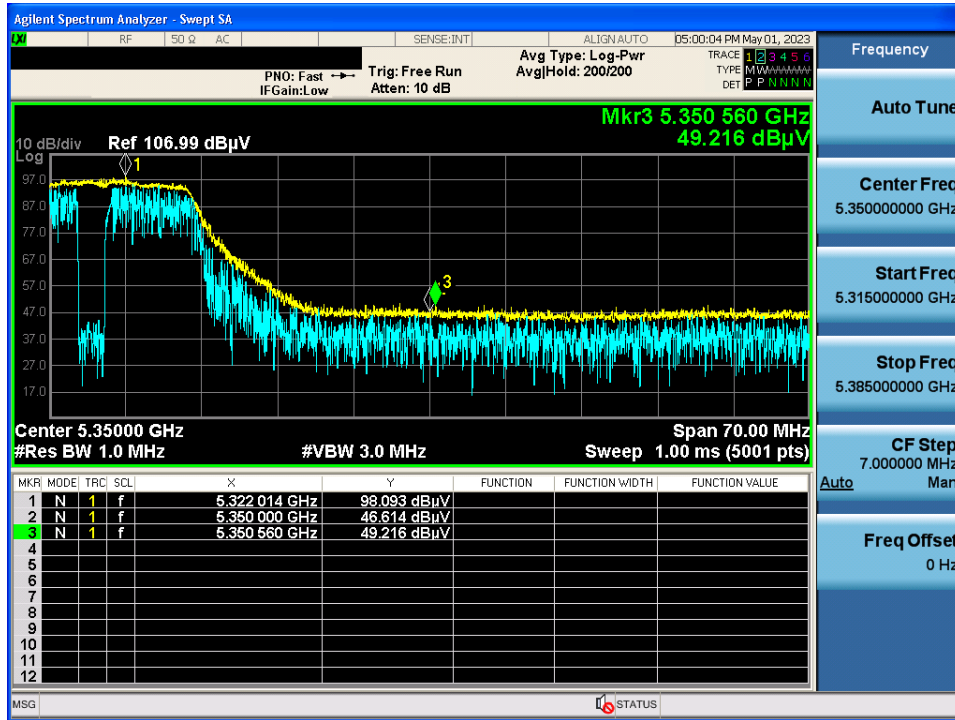 Agilent Spectrum Analyzer - Swept SA
LXI RF 50 Ω AC SENSE:INT ALIGN AUTO 05:00:04 PM May 01, 2023
Frequency
PNO: Fast
IFGain:Low
Trig: Free Run
Atten: 10 dB
Avg Type: Log-Pwr
Avg|Hold: 200/200
TRACE 1 2 3 4 5 6
TYPE M W W W W W
DET P P N N N N
Auto Tune
Mkr3 5.350 560 GHz
49.216 dBµV
10 dB/div Ref 106.99 dBµV
Log
97.0
87.0
77.0
67.0
57.0
47.0
37.0
27.0
17.0
1
3
Center Freq
5.350000000 GHz
Start Freq
5.315000000 GHz
Stop Freq
5.385000000 GHz
Center 5.35000 GHz Span 70.00 MHz
#Res BW 1.0 MHz #VBW 3.0 MHz Sweep 1.00 ms (5001 pts)
CF Step
7.000000 MHz
Auto Man
MKR MODE TRC SCL X Y FUNCTION FUNCTION WIDTH FUNCTION VALUE
1 N 1 f 5.322 014 GHz 98.093 dBµV
2 N 1 f 5.350 000 GHz 46.614 dBµV
3 N 1 f 5.350 560 GHz 49.216 dBµV
4
5
6
7
8
9
10
11
12
Freq Offset
0 Hz
MSG STATUS